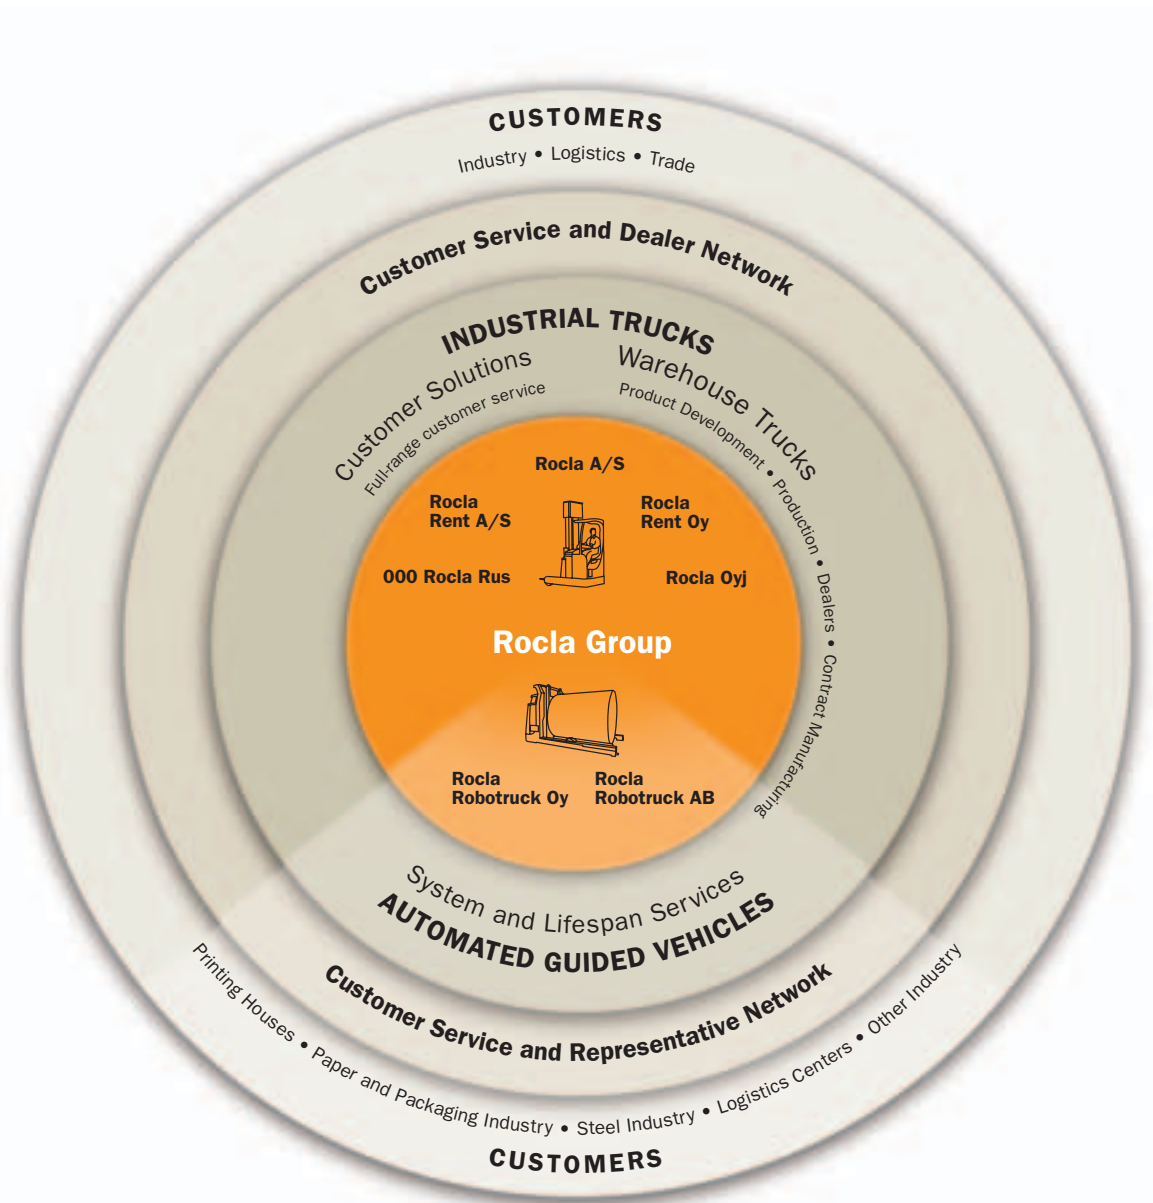 CUSTOMERS
Industry • Logistics • Trade
Customer Service and Dealer Network
INDUSTRIAL TRUCKS
Customer Solutions
Full-range customer service
Warehouse Trucks
Product Development • Production • Dealers • Contract Manufacturing
Rocla A/S
Rocla
Rent A/S
Rocla
Rent Oy
000 Rocla Rus
Rocla Oyj
Rocla Group
Rocla
Robotruck Oy
Rocla
Robotruck AB
System and Lifespan Services
AUTOMATED GUIDED VEHICLES
Customer Service and Representative Network
Printing Houses • Paper and Packaging Industry • Steel Industry • Logistics Centers • Other Industry
CUSTOMERS